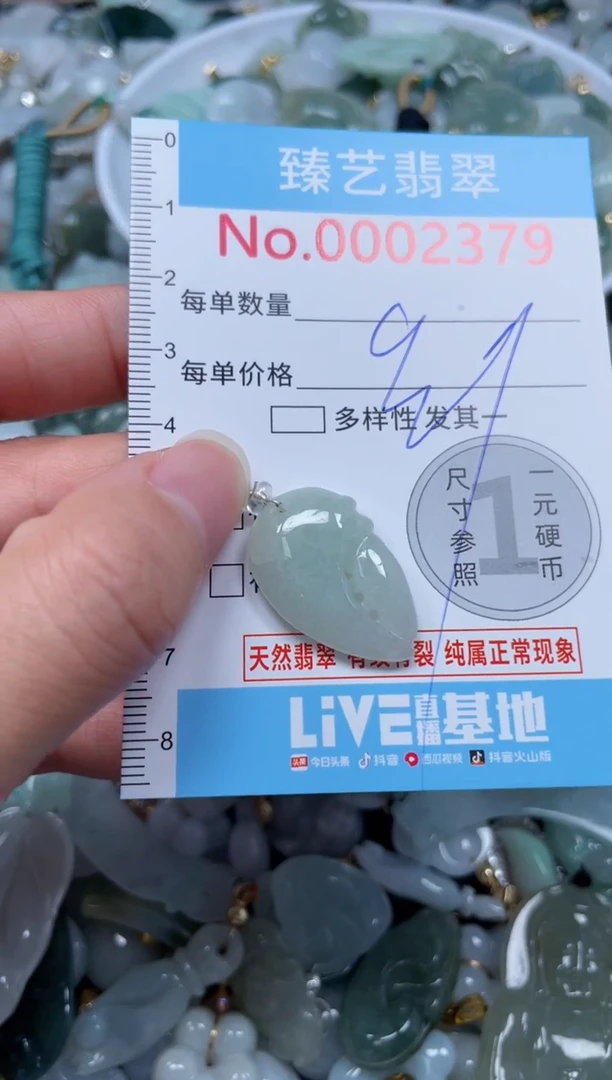 0
臻艺翡翠
1
No.0002379
2
每单数量
3
每单价格
4
多样性 发其一
尺寸参照
1
一元硬币
天然翡翠 有纹有裂 纯属正常现象
7
LiVE直播基地
8
头条 今日头条 抖音 西瓜视频 抖音火山版